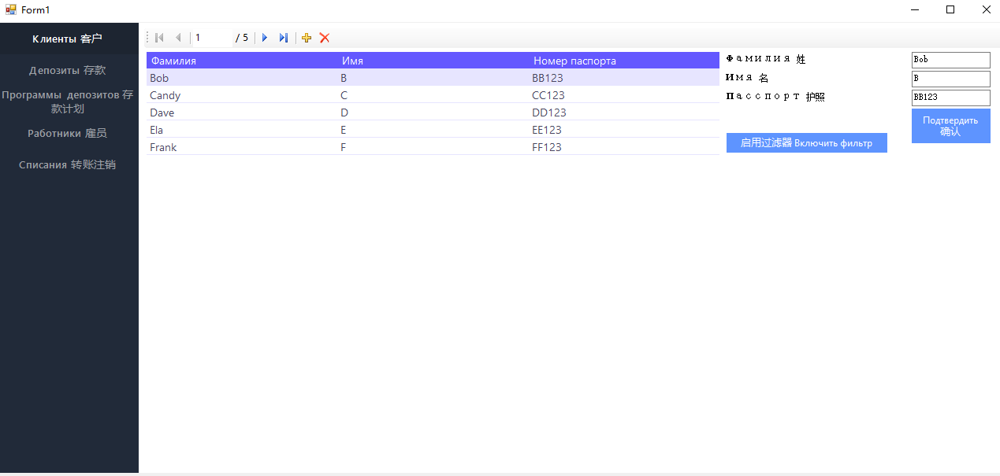 Form1
Клиенты 客户
Депозиты 存款
Программы депозитов 存
款计划
Работники 雇员
Списания 转账注销
1 / 5
Фамилия Имя Номер паспорта
Bob B BB123
Candy C CC123
Dave D DD123
Ela E EE123
Frank F FF123
Фамилия 姓 Bob
Имя 名 B
Пасспорт 护照 BB123
Подтвердить
确认
启用过滤器 Включить фильтр